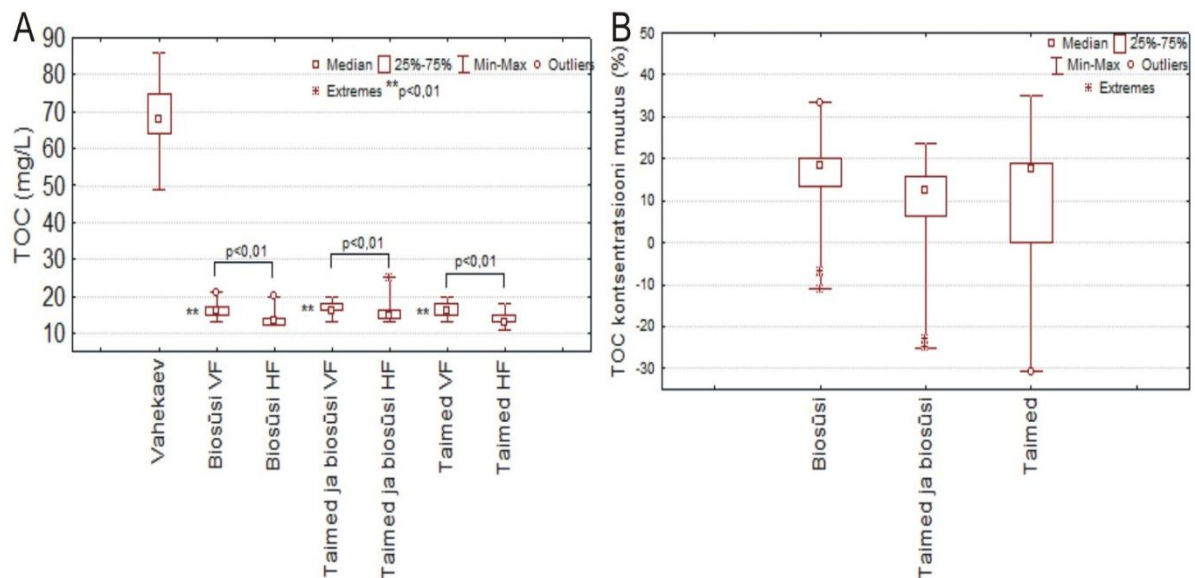 A
TOC (mg/L)
90
80
70
60
50
40
30
20
10
Median 25%-75% Min-Max Outliers
Extremes **p<0,01
p<0,01
p<0,01
p<0,01
**
**
**
Vahekaev
Biosüsi VF
Biosüsi HF
Taimed ja biosüsi VF
Taimed ja biosüsi HF
Taimed VF
Taimed HF
B
TOC kontsentratsiooni muutus (%)
50
40
30
20
10
0
-10
-20
-30
Median 25%-75%
Min-Max Outliers
Extremes
Biosüsi
Taimed ja biosüsi
Taimed